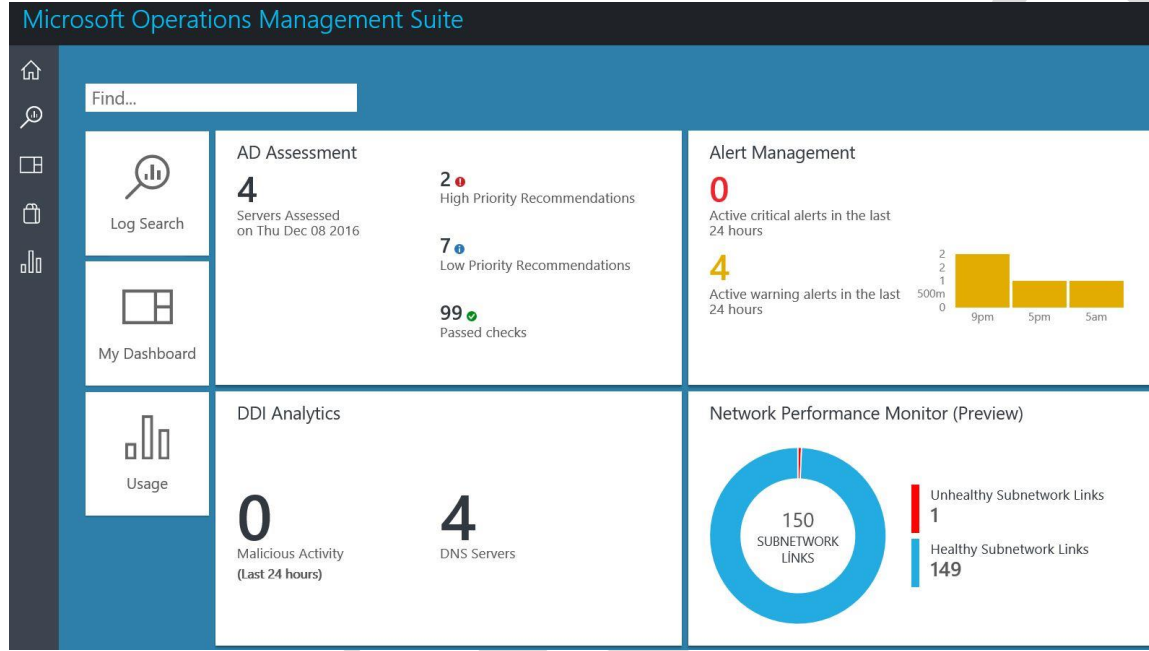 Microsoft Operations Management Suite
Find...
Log Search
My Dashboard
Usage
AD Assessment
4
Servers Assessed
on Thu Dec 08 2016
2
High Priority Recommendations
7
Low Priority Recommendations
99
Passed checks
Alert Management
0
Active critical alerts in the last
24 hours
4
Active warning alerts in the last
24 hours
2
2
1
500m
0
9pm 5pm 5am
DDI Analytics
0
Malicious Activity
(Last 24 hours)
4
DNS Servers
Network Performance Monitor (Preview)
150
SUBNETWORK
LİNKS
Unhealthy Subnetwork Links
1
Healthy Subnetwork Links
149